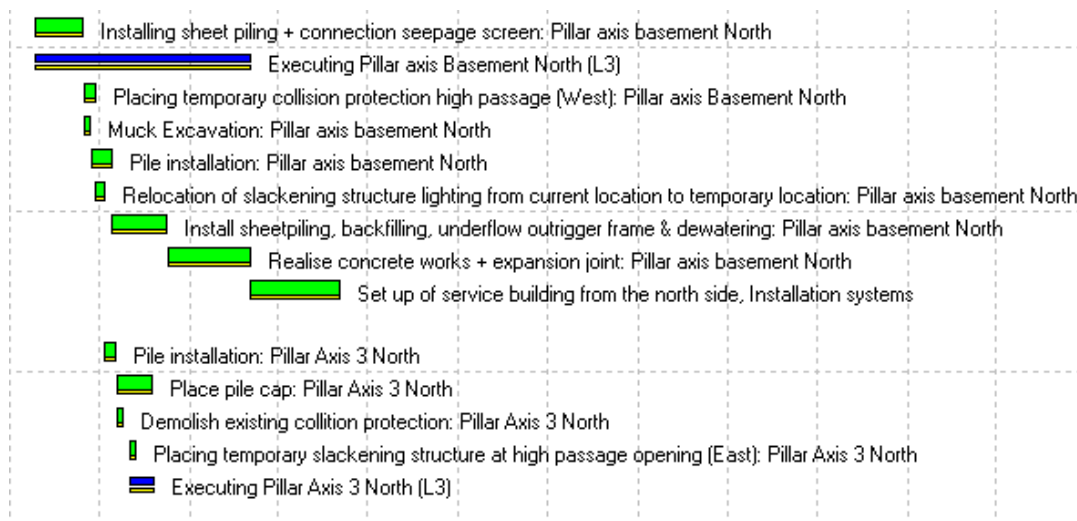 Installing sheet piling + connection seepage screen: Pillar axis basement North
Executing Pillar axis Basement North (L3)
Placing temporary collision protection high passage (West): Pillar axis Basement North
Muck Excavation: Pillar axis basement North
Pile installation: Pillar axis basement North
Relocation of slackening structure lighting from current location to temporary location: Pillar axis basement North
Install sheetpiling, backfilling, underflow outrigger frame & dewatering: Pillar axis basement North
Realise concrete works + expansion joint: Pillar axis basement North
Set up of service building from the north side, Installation systems
Pile installation: Pillar Axis 3 North
Place pile cap: Pillar Axis 3 North
Demolish existing collition protection: Pillar Axis 3 North
Placing temporary slackening structure at high passage opening (East): Pillar Axis 3 North
Executing Pillar Axis 3 North (L3)